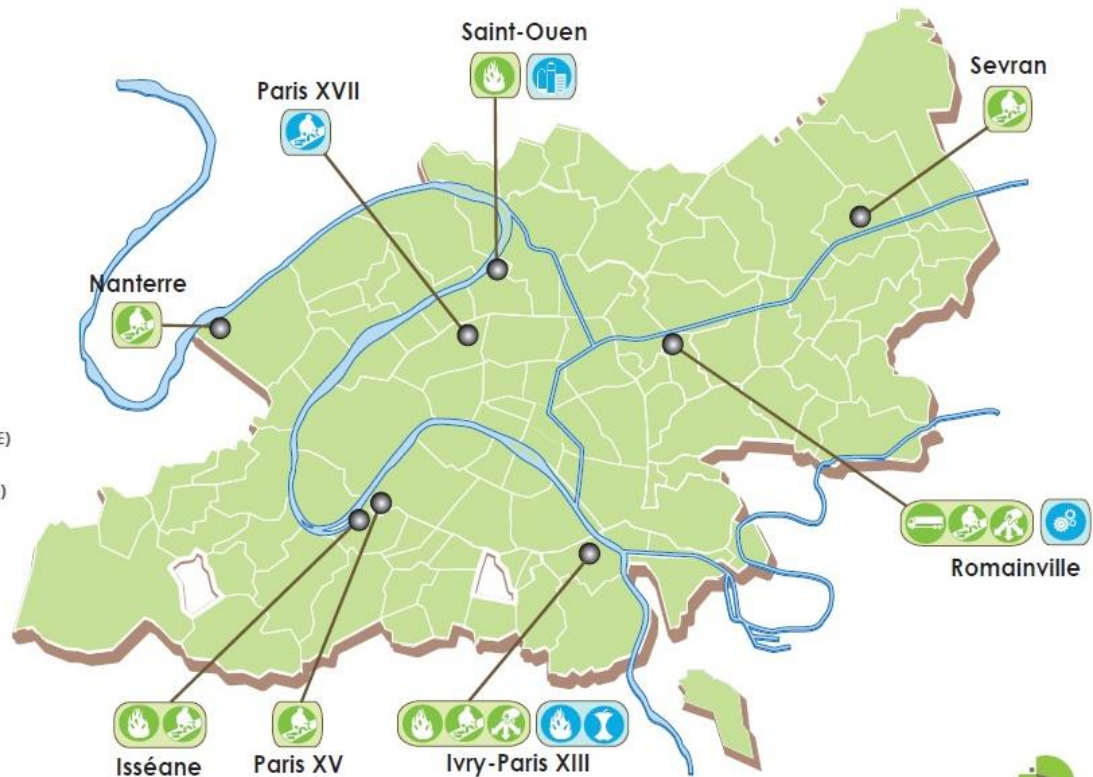 Saint-Ouen
Sevran
Paris XVII
Nanterre
E)
)
Romainville
Isséane
Paris XV
Ivry-Paris XIII